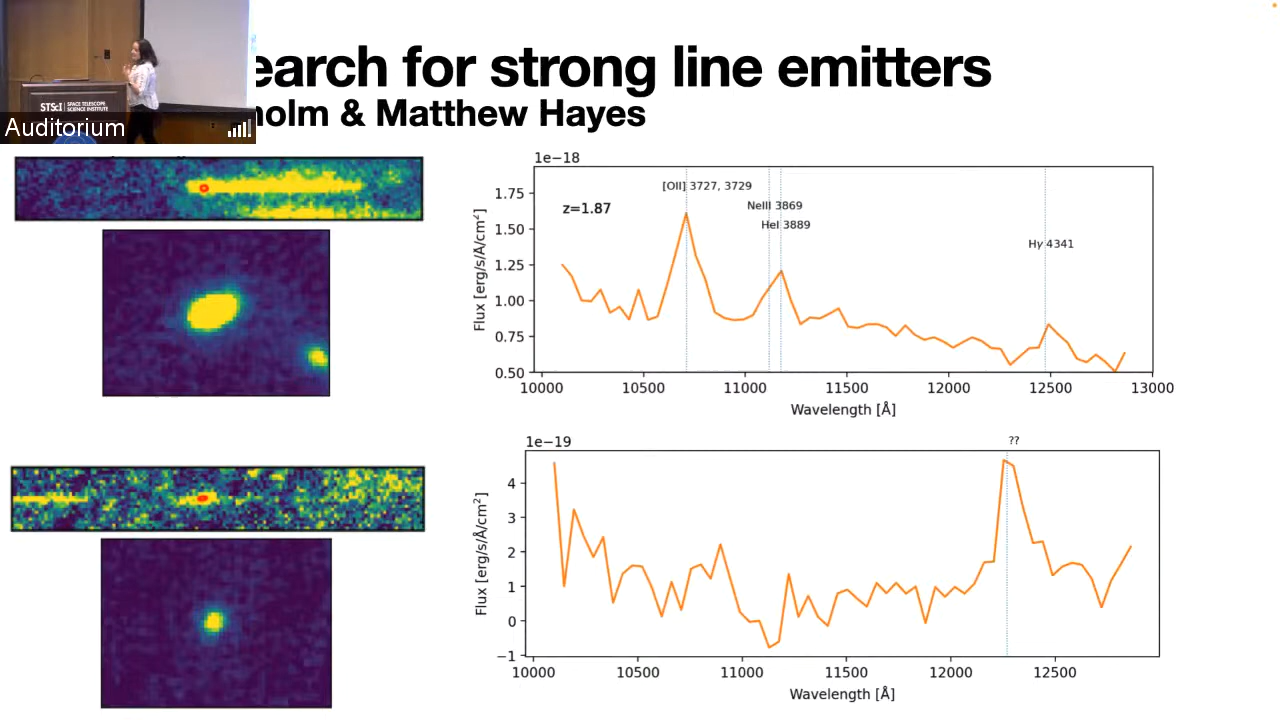 earch for strong line emitters
holm & Matthew Hayes
STScI | SPACE TELESCOPE
SCIENCE INSTITUTE
Auditorium
1e−18
[OII] 3727, 3729
NeIII 3869
HeI 3889
Hγ 4341
z=1.87
Flux [erg/s/Å/cm²]
1.75
1.50
1.25
1.00
0.75
0.50
10000
10500
11000
11500
12000
12500
13000
Wavelength [Å]
1e−19
??
Flux [erg/s/Å/cm²]
4
3
2
1
0
−1
10000
10500
11000
11500
12000
12500
Wavelength [Å]